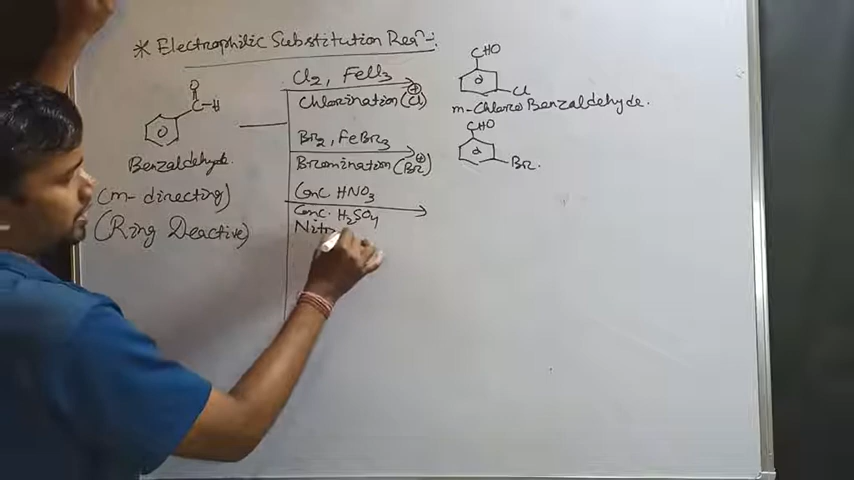 * Electrophilic Substitution Reaⁿ-:
O
C-H
Benzaldehyde.
(m-directing)
(Ring Deactive)
Cl₂, FeCl₃
Chlorination (Cl⊕)
CHO
Cl
m-Chloro Benzaldehyde.
Br₂, FeBr₃
Bromination (Br⊕)
CHO
Br.
Conc. HNO₃
Conc. H₂SO₄
Nitr